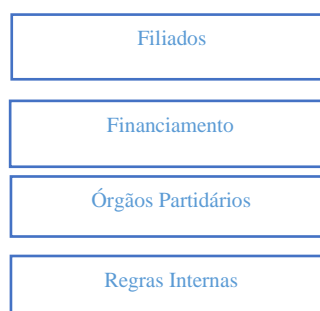 Filiados
Financiamento
Órgãos Partidários
Regras Internas